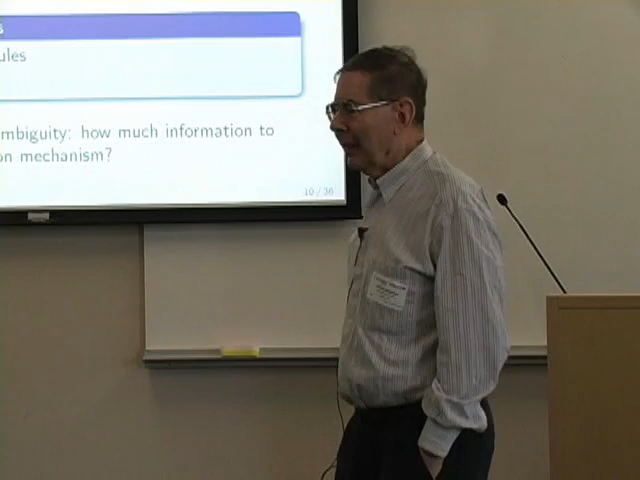 s
ules
mbiguity: how much information to
on mechanism?
10 / 36